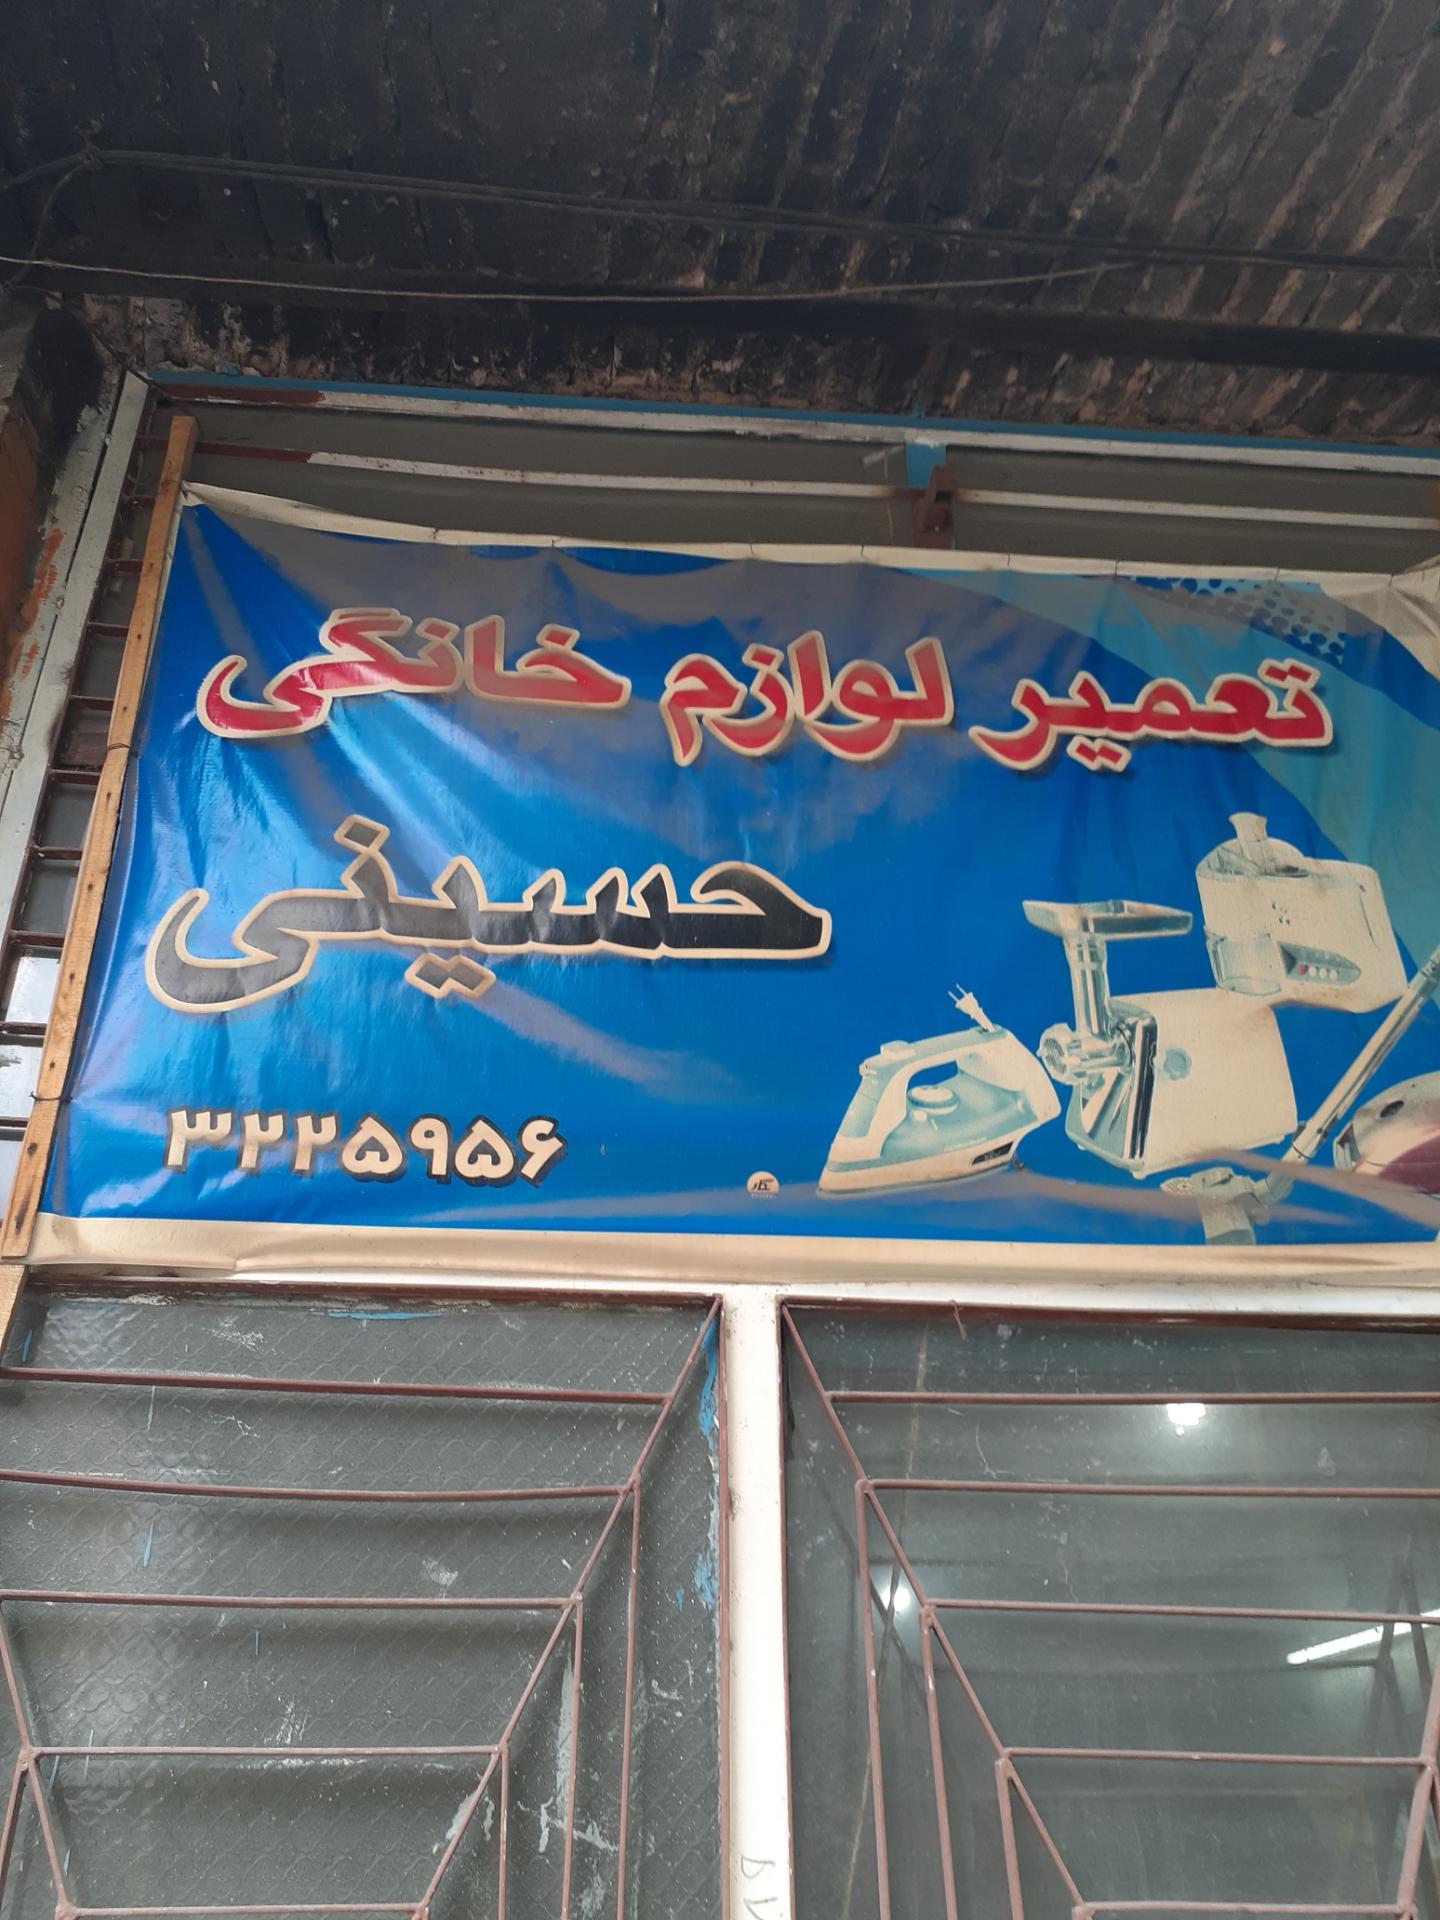 تعمیر لوازم خانگی
حسینی
۳۲۲۵۹۵۶